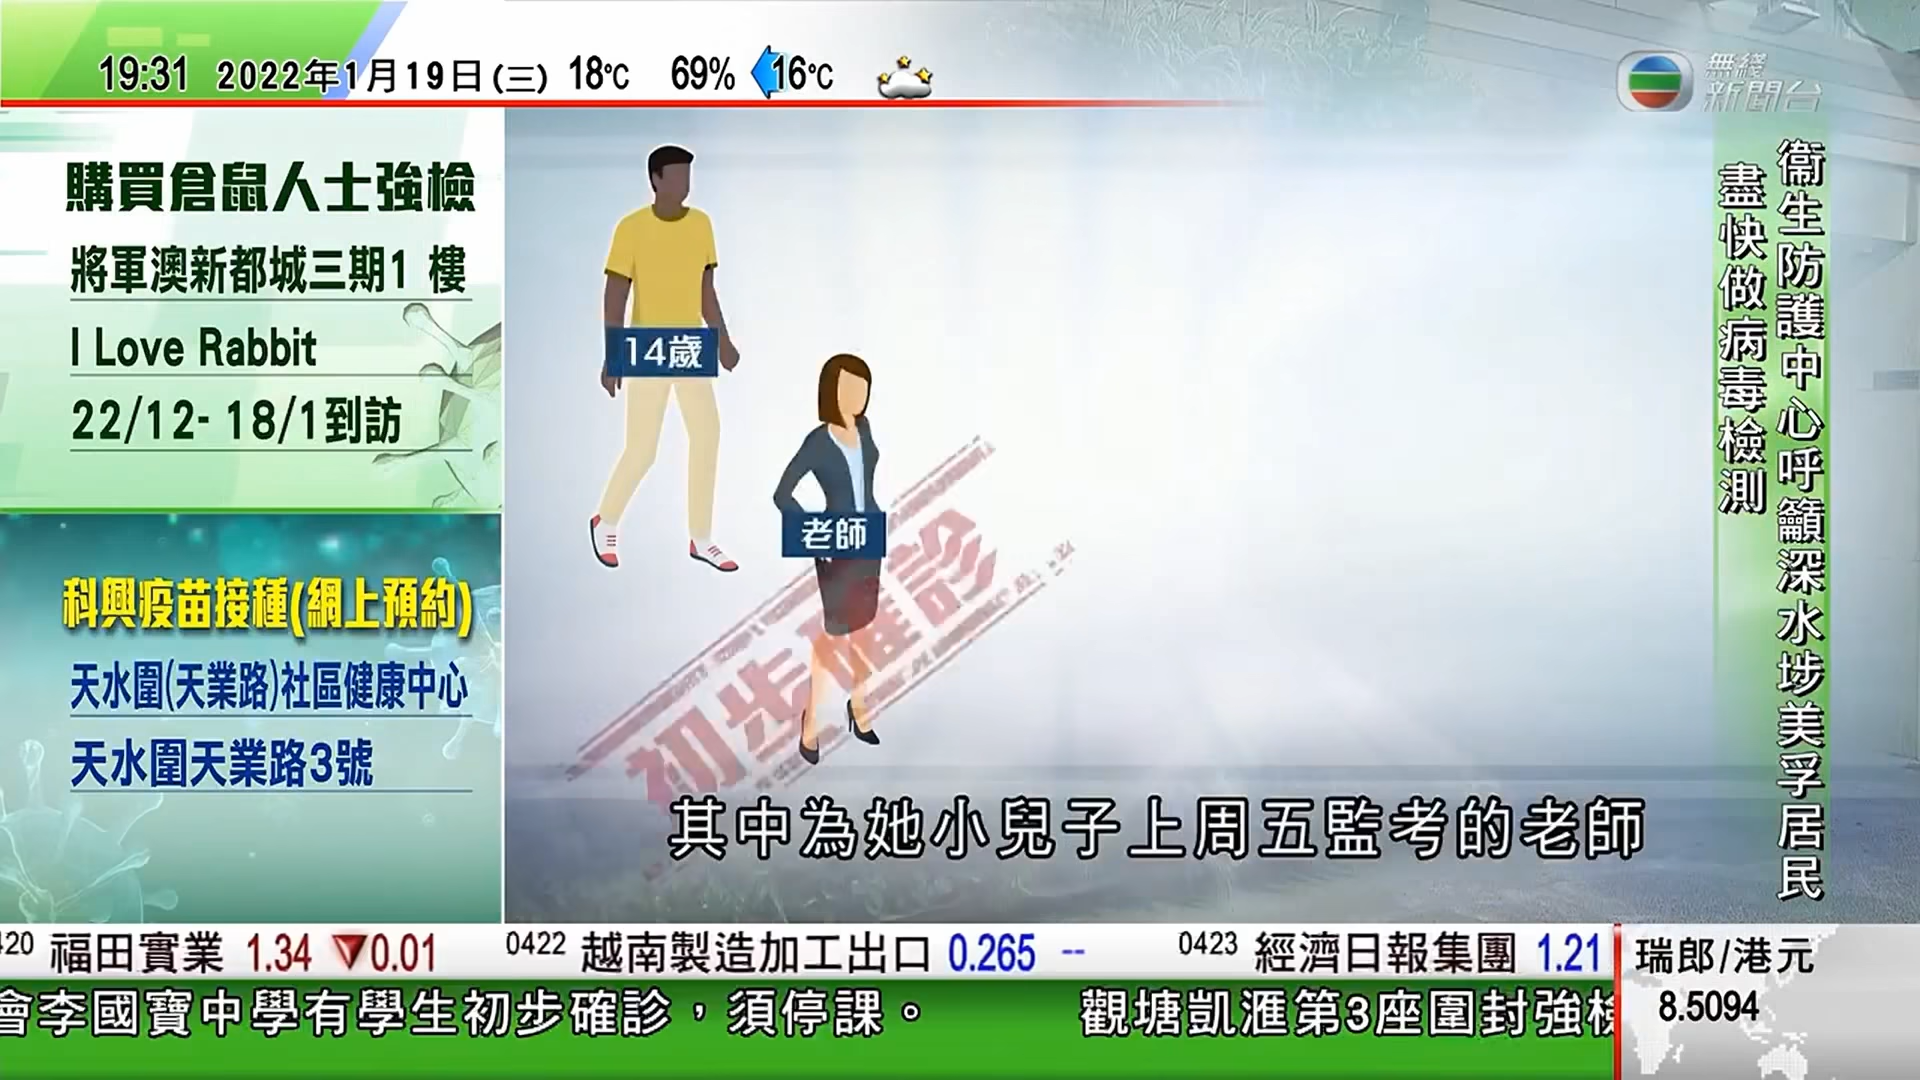 19:31 2022年1月19日(三) 18℃ 69% 16℃
無綫
新聞台
購買倉鼠人士強檢
將軍澳新都城三期1 樓
I Love Rabbit
22/12- 18/1到訪
科興疫苗接種(網上預約)
天水圍(天業路)社區健康中心
天水圍天業路3號
14歲
老師
初步確診
其中為她小兒子上周五監考的老師
衞生防護中心呼籲深水埗美孚居民
盡快做病毒檢測
420 福田實業 1.34 ▼0.01 0422 越南製造加工出口 0.265 -- 0423 經濟日報集團 1.21
會李國寶中學有學生初步確診，須停課。 觀塘凱滙第3座圍封強檢
瑞郎/港元
8.5094